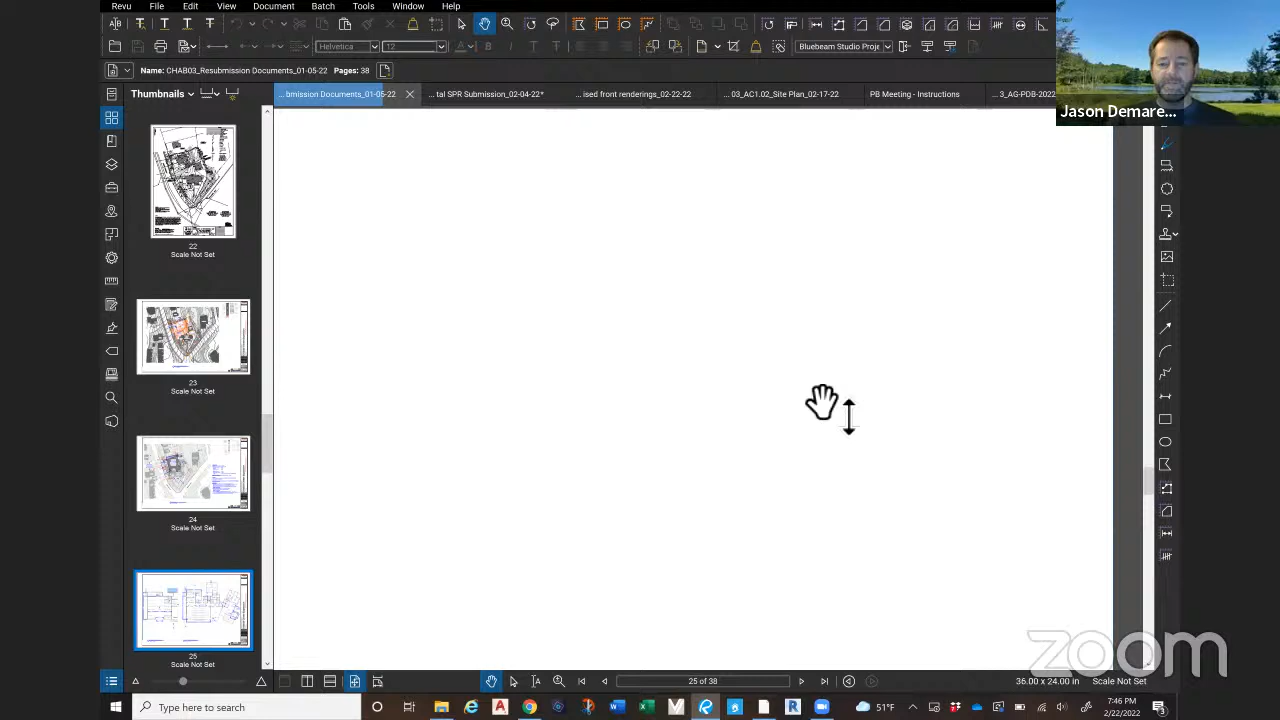 Revu File Edit View Document Batch Tools Window Help
Helvetica 12 Bluebeam Studio Projec
Name: CHAB03_Resubmission Documents_01-05-22 Pages: 38
Thumbnails
... bmission Documents_01-05-22
... tal SPR Submission_02-04-22*
... ised front renderings_02-22-22
... 03_AC1.02_Site Plan_02-17-22
PB Meeting - Instructions
... 3_AG-PDB-2022
Jason Demare...
22
Scale Not Set
23
Scale Not Set
24
Scale Not Set
25
Scale Not Set
25 of 38
36.00 x 24.00 in Scale Not Set
zoom
Type here to search
51°F
7:46 PM
2/22/2022
3